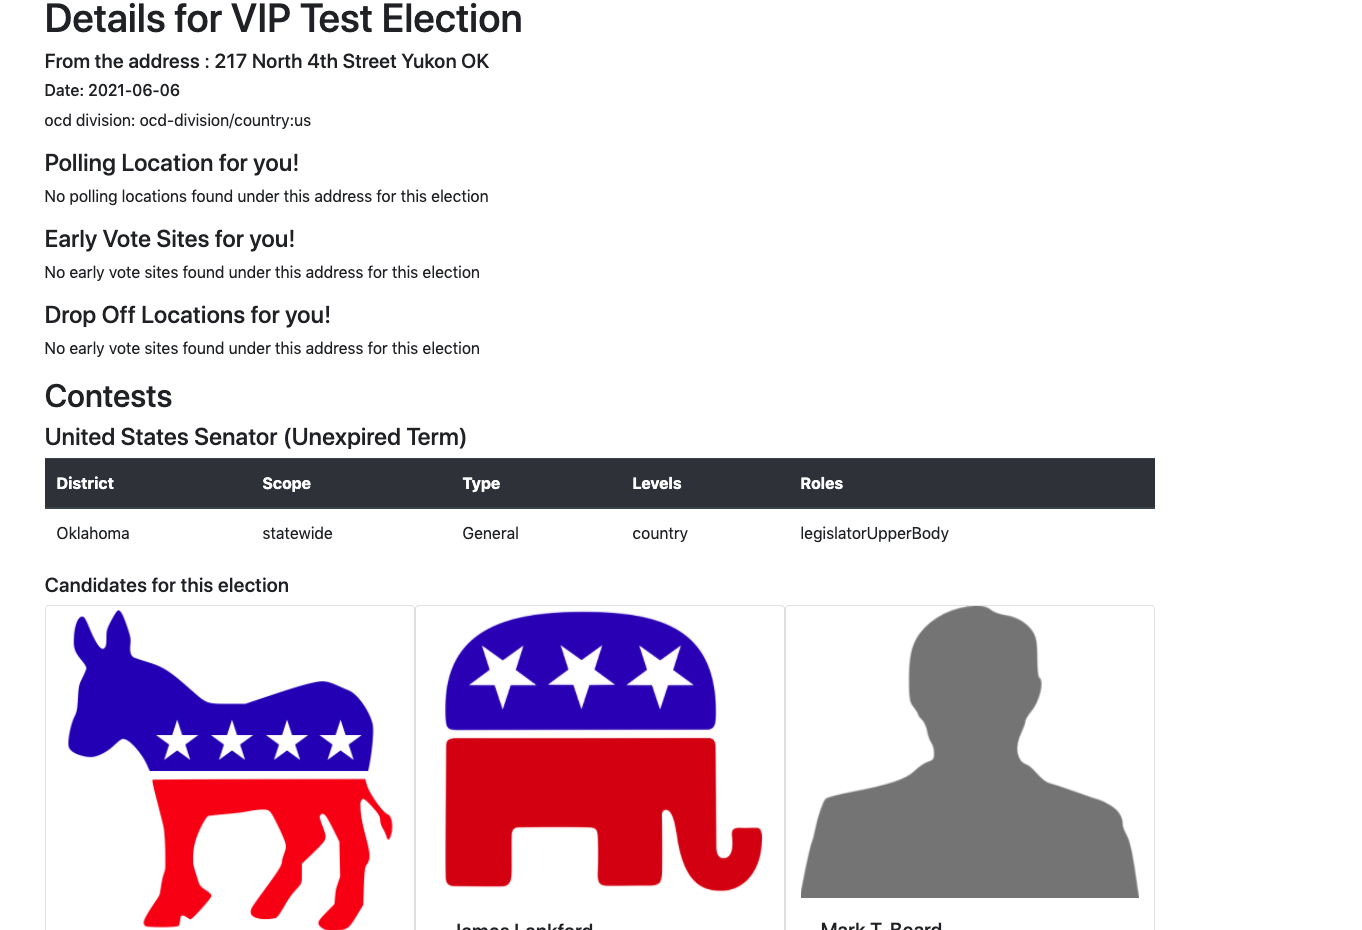 Details for VIP Test Election
From the address : 217 North 4th Street Yukon OK
Date: 2021-06-06
ocd division: ocd-division/country:us
Polling Location for you!
No polling locations found under this address for this election
Early Vote Sites for you!
No early vote sites found under this address for this election
Drop Off Locations for you!
No early vote sites found under this address for this election
Contests
United States Senator (Unexpired Term)
District Scope Type Levels Roles
Oklahoma statewide General country legislatorUpperBody
Candidates for this election
James Lankford Mark T. Beard